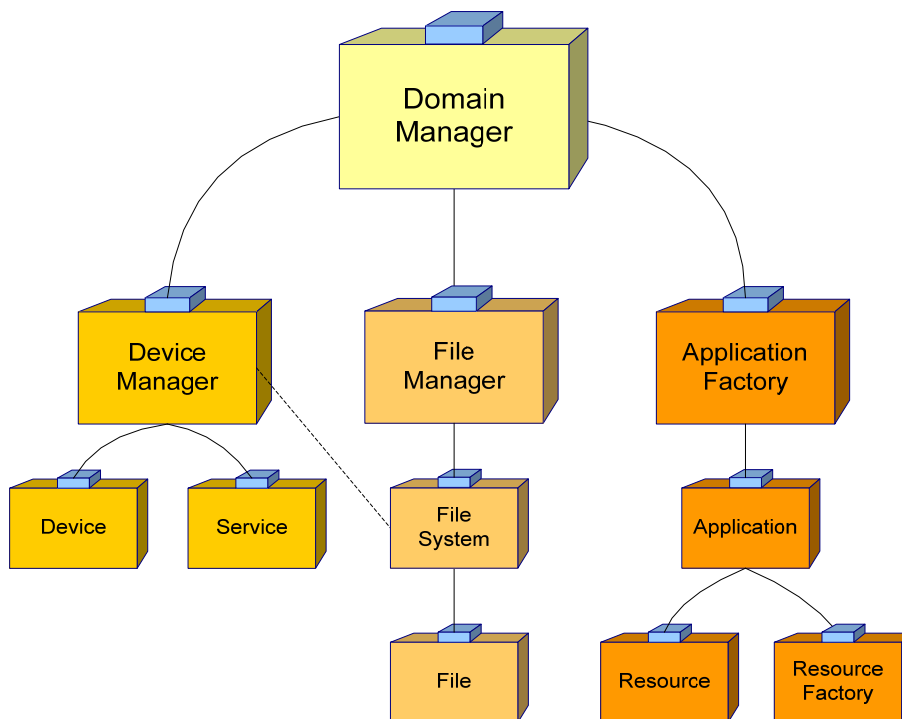 Domain
Manager
Device
Manager
File
Manager
Application
Factory
Device
Service
File
System
Application
File
Resource
Resource
Factory